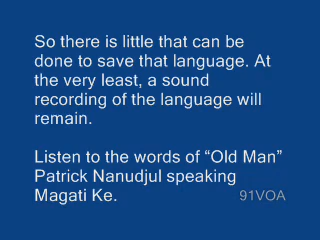 So there is little that can be
done to save that language. At
the very least, a sound
recording of the language will
remain.
Listen to the words of “Old Man”
Patrick Nanudjul speaking
Magati Ke.
91VOA